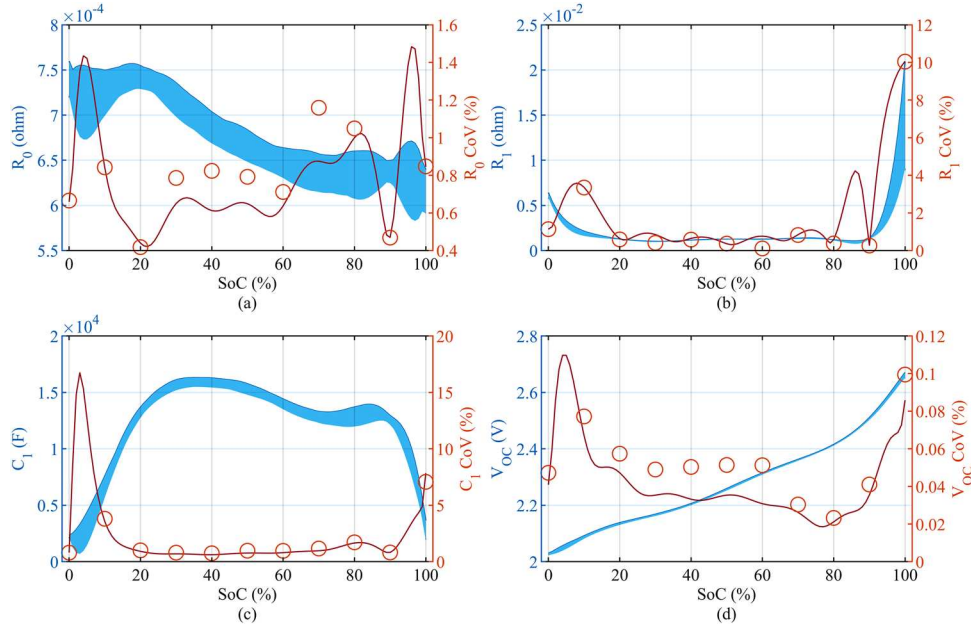 ×10⁻⁴
8
7.5
7
6.5
6
5.5
R₀ (ohm)
1.6
1.4
1.2
1
0.8
0.6
0.4
R₀ CoV (%)
0 20 40 60 80 100
SoC (%)
(a)
×10⁻²
2.5
2
1.5
1
0.5
0
R₁ (ohm)
12
10
8
6
4
2
0
R₁ CoV (%)
0 20 40 60 80 100
SoC (%)
(b)
×10⁴
2
1.5
1
0.5
0
C₁ (F)
20
15
10
5
0
C₁ CoV (%)
0 20 40 60 80 100
SoC (%)
(c)
2.8
2.6
2.4
2.2
2
V_OC (V)
0.12
0.1
0.08
0.06
0.04
0.02
0
V_OC CoV (%)
0 20 40 60 80 100
SoC (%)
(d)